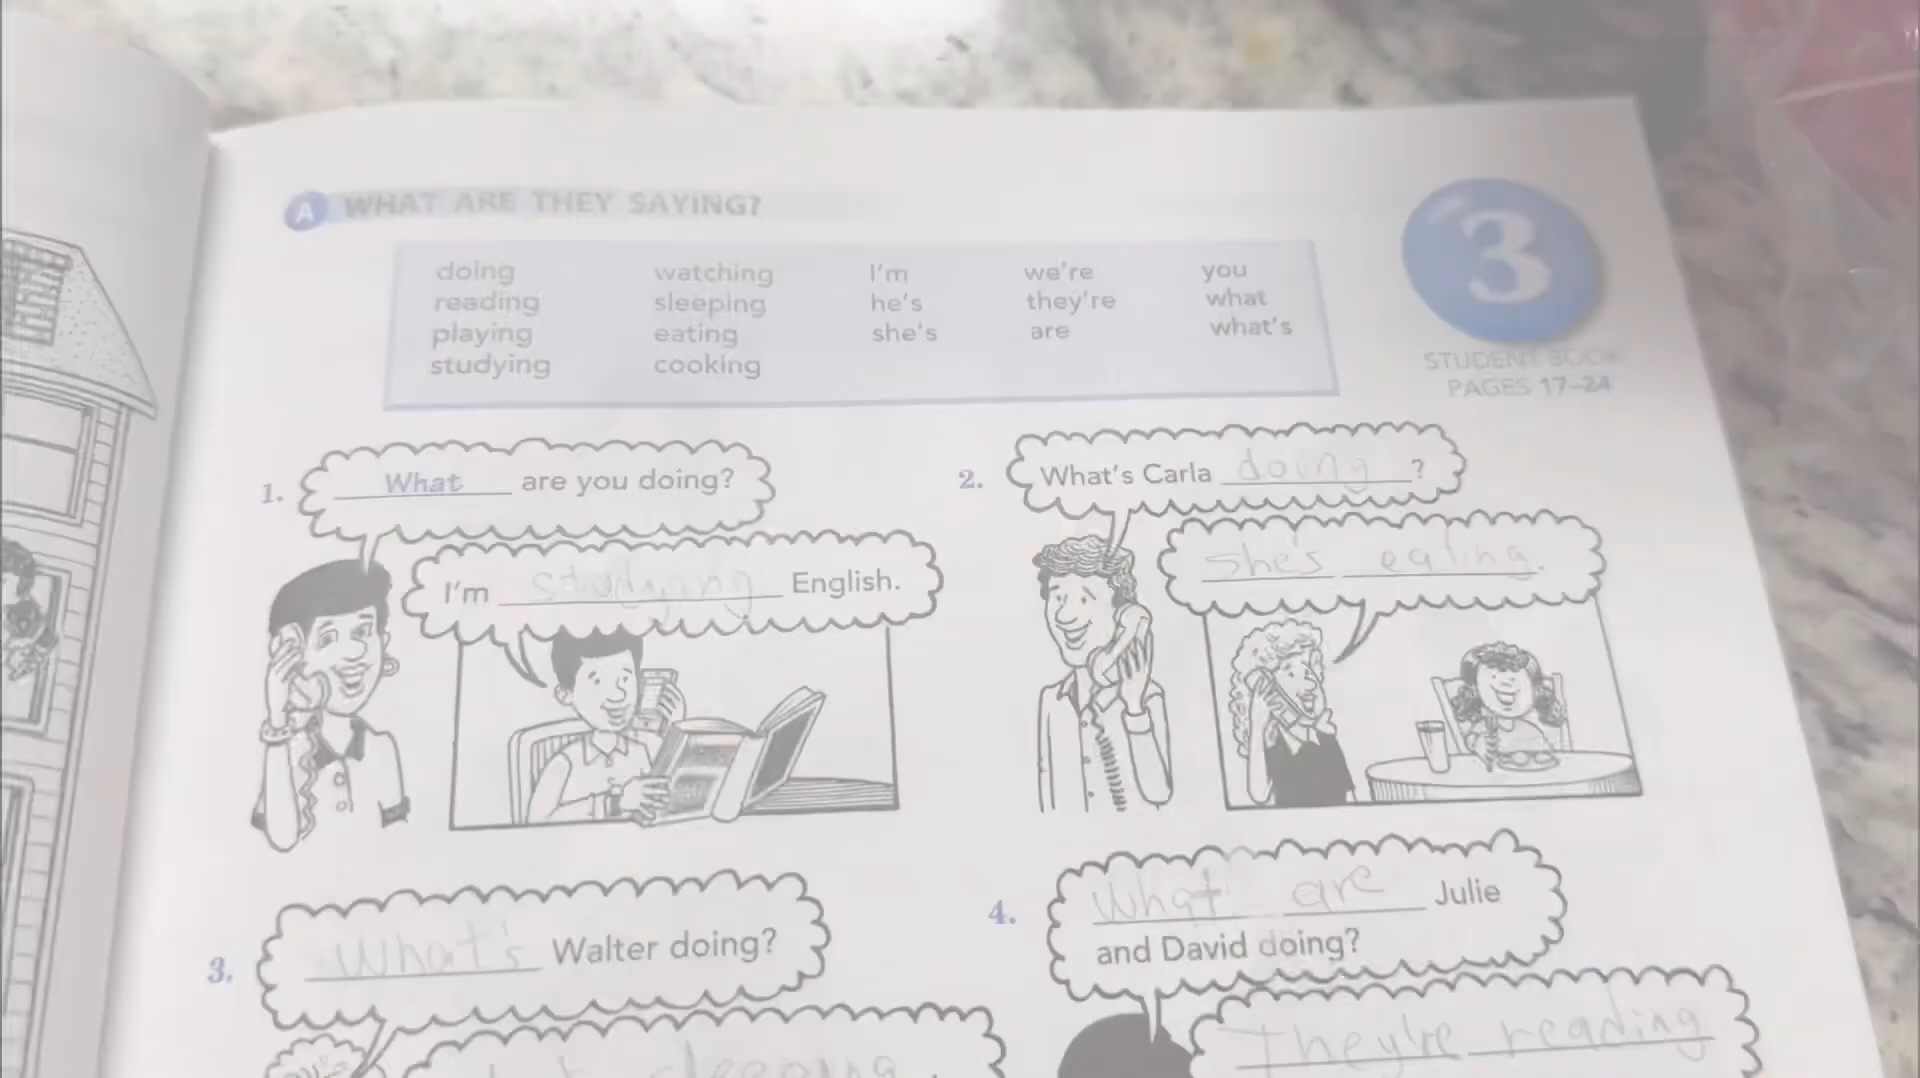 A WHAT ARE THEY SAYING?
doing watching I'm we're you
reading sleeping he's they're what
playing eating she's are what's
studying cooking
3
STUDENT BOOK
PAGES 17–24
1. What are you doing?
I'm studying English.
2. What's Carla doing?
She's eating.
3. What's Walter doing?
sleeping.
4. What are Julie
and David doing?
They're reading